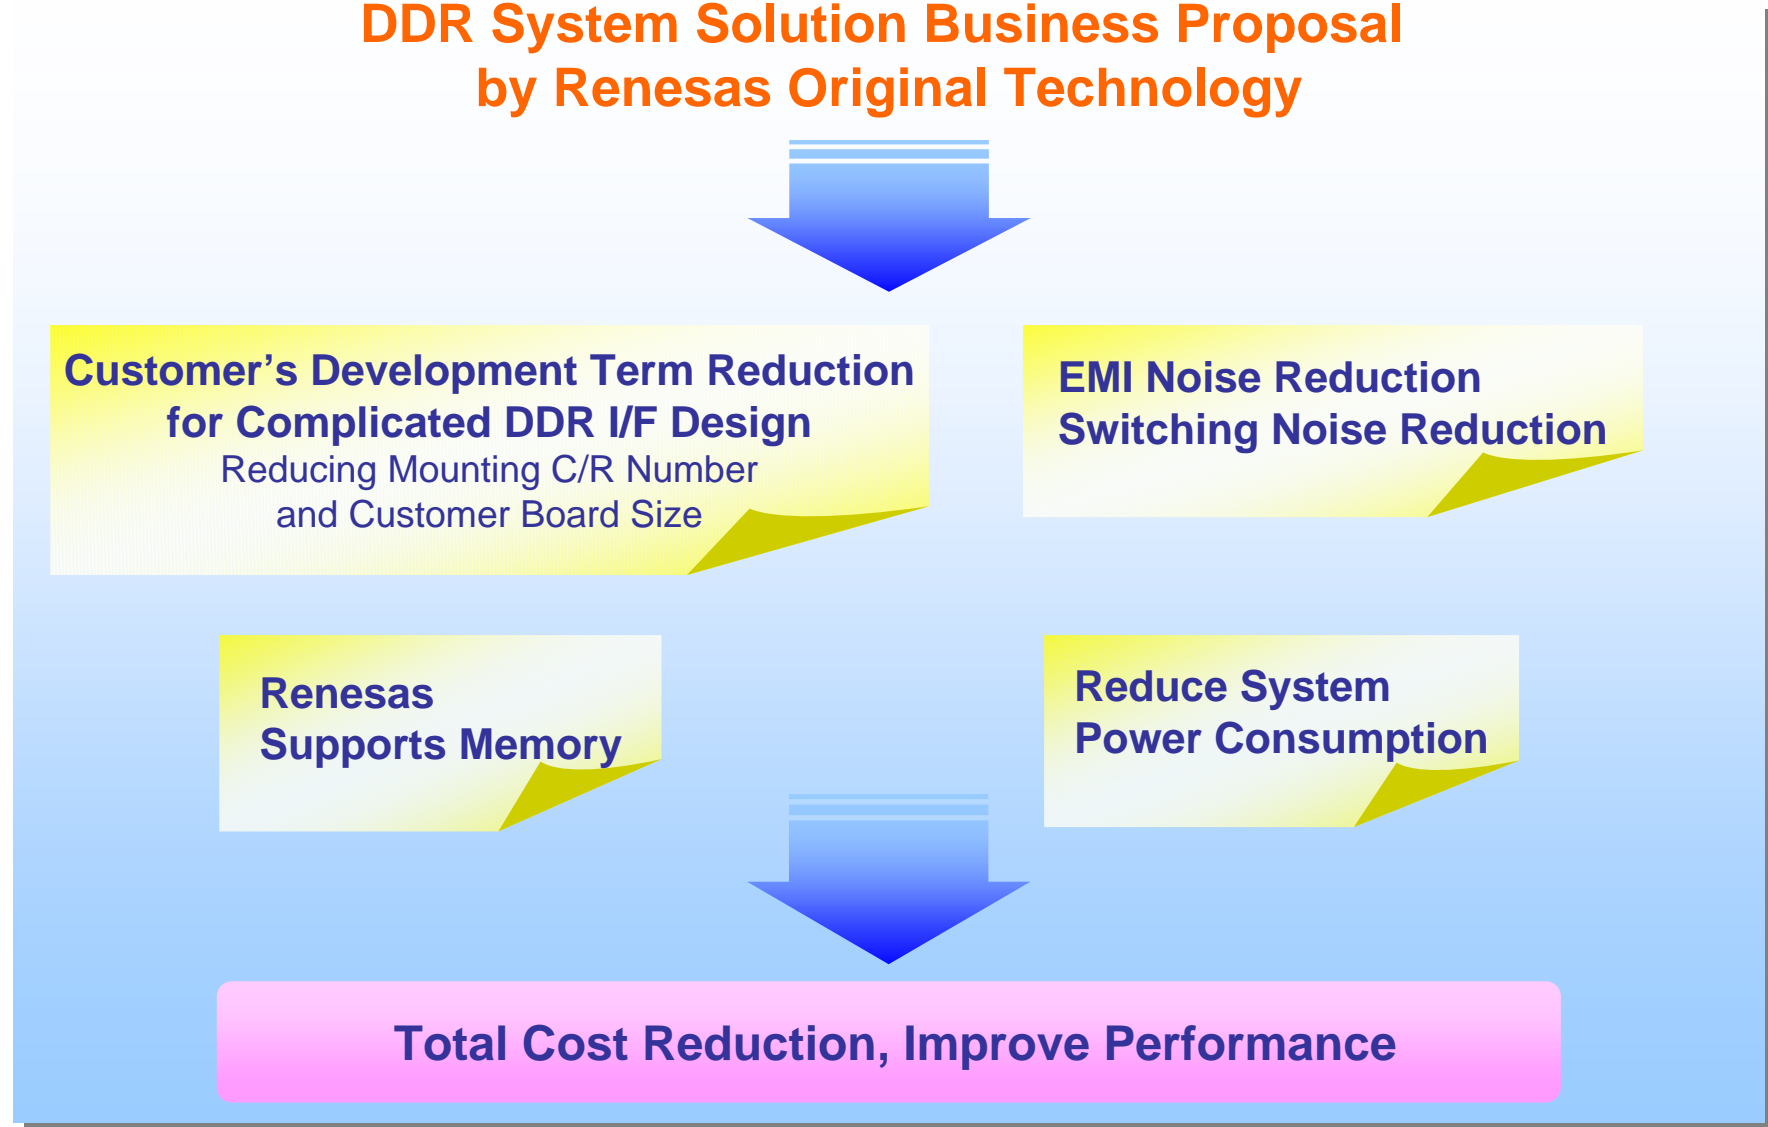 DDR System Solution Business Proposal
by Renesas Original Technology
Customer's Development Term Reduction
for Complicated DDR I/F Design
Reducing Mounting C/R Number
and Customer Board Size
EMI Noise Reduction
Switching Noise Reduction
Renesas
Supports Memory
Reduce System
Power Consumption
Total Cost Reduction, Improve Performance